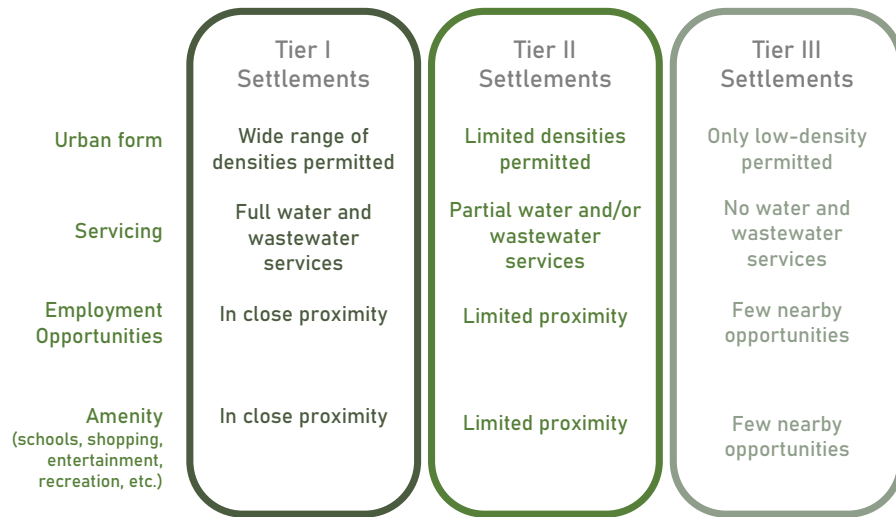 Tier I
Settlements
Tier II
Settlements
Tier III
Settlements
Urban form
Wide range of
densities permitted
Limited densities
permitted
Only low-density
permitted
Servicing
Full water and
wastewater
services
Partial water and/or
wastewater
services
No water and
wastewater
services
Employment
Opportunities
In close proximity
Limited proximity
Few nearby
opportunities
Amenity
(schools, shopping,
entertainment,
recreation, etc.)
In close proximity
Limited proximity
Few nearby
opportunities